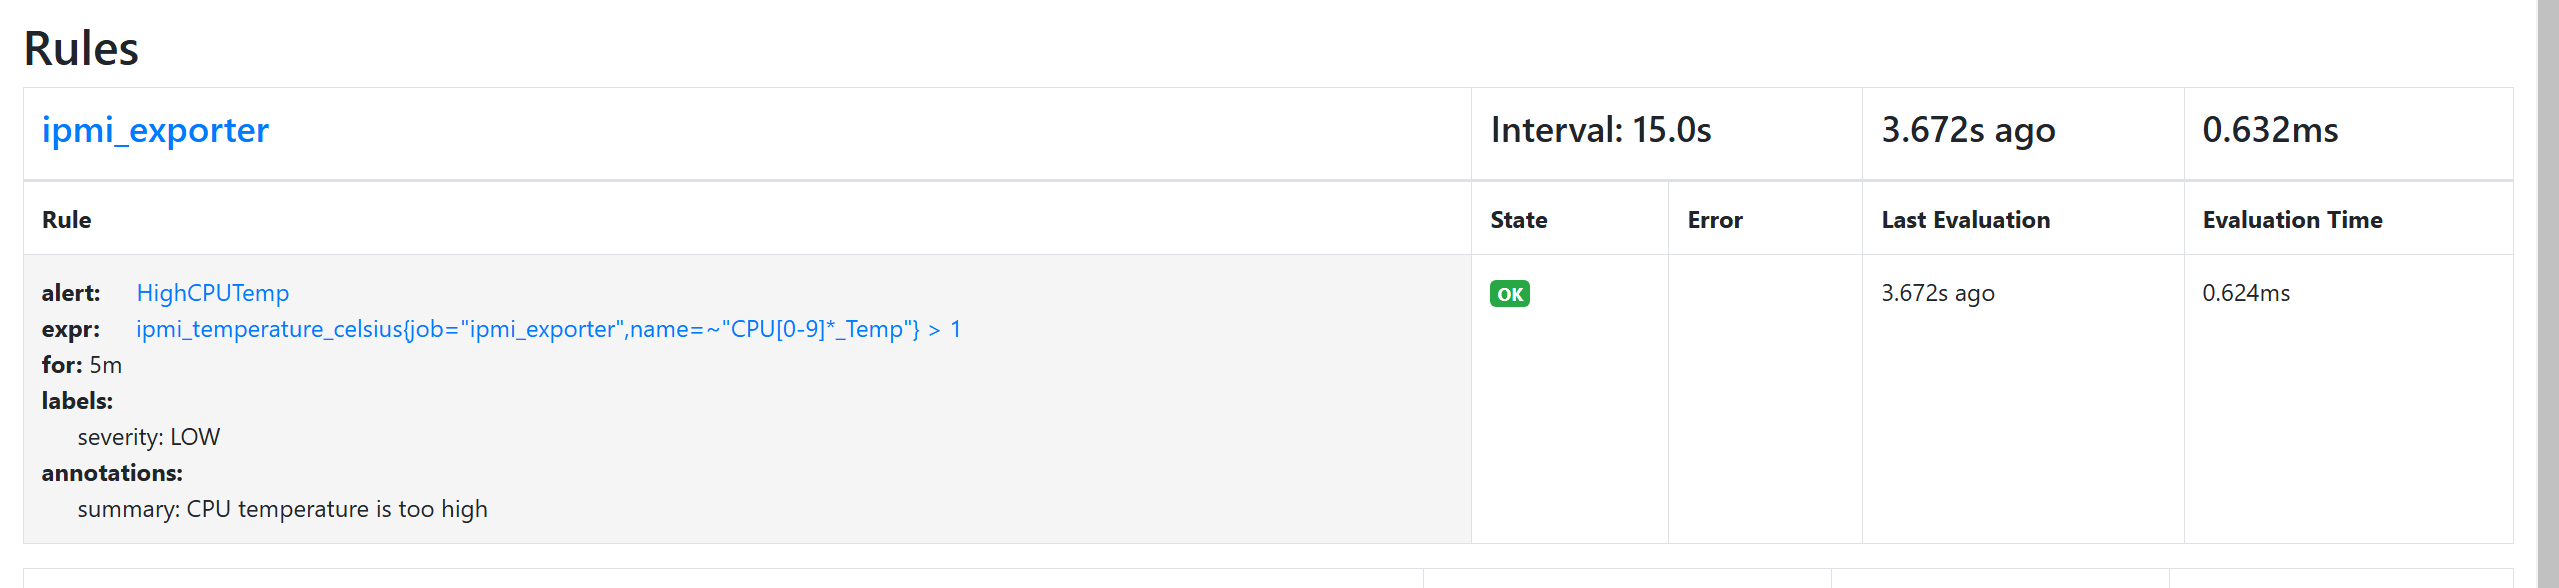 Rules
ipmi_exporter Interval: 15.0s 3.672s ago 0.632ms
Rule State Error Last Evaluation Evaluation Time
alert: HighCPUTemp OK 3.672s ago 0.624ms
expr: ipmi_temperature_celsius{job="ipmi_exporter",name=~"CPU[0-9]*_Temp"} > 1
for: 5m
labels:
severity: LOW
annotations:
summary: CPU temperature is too high